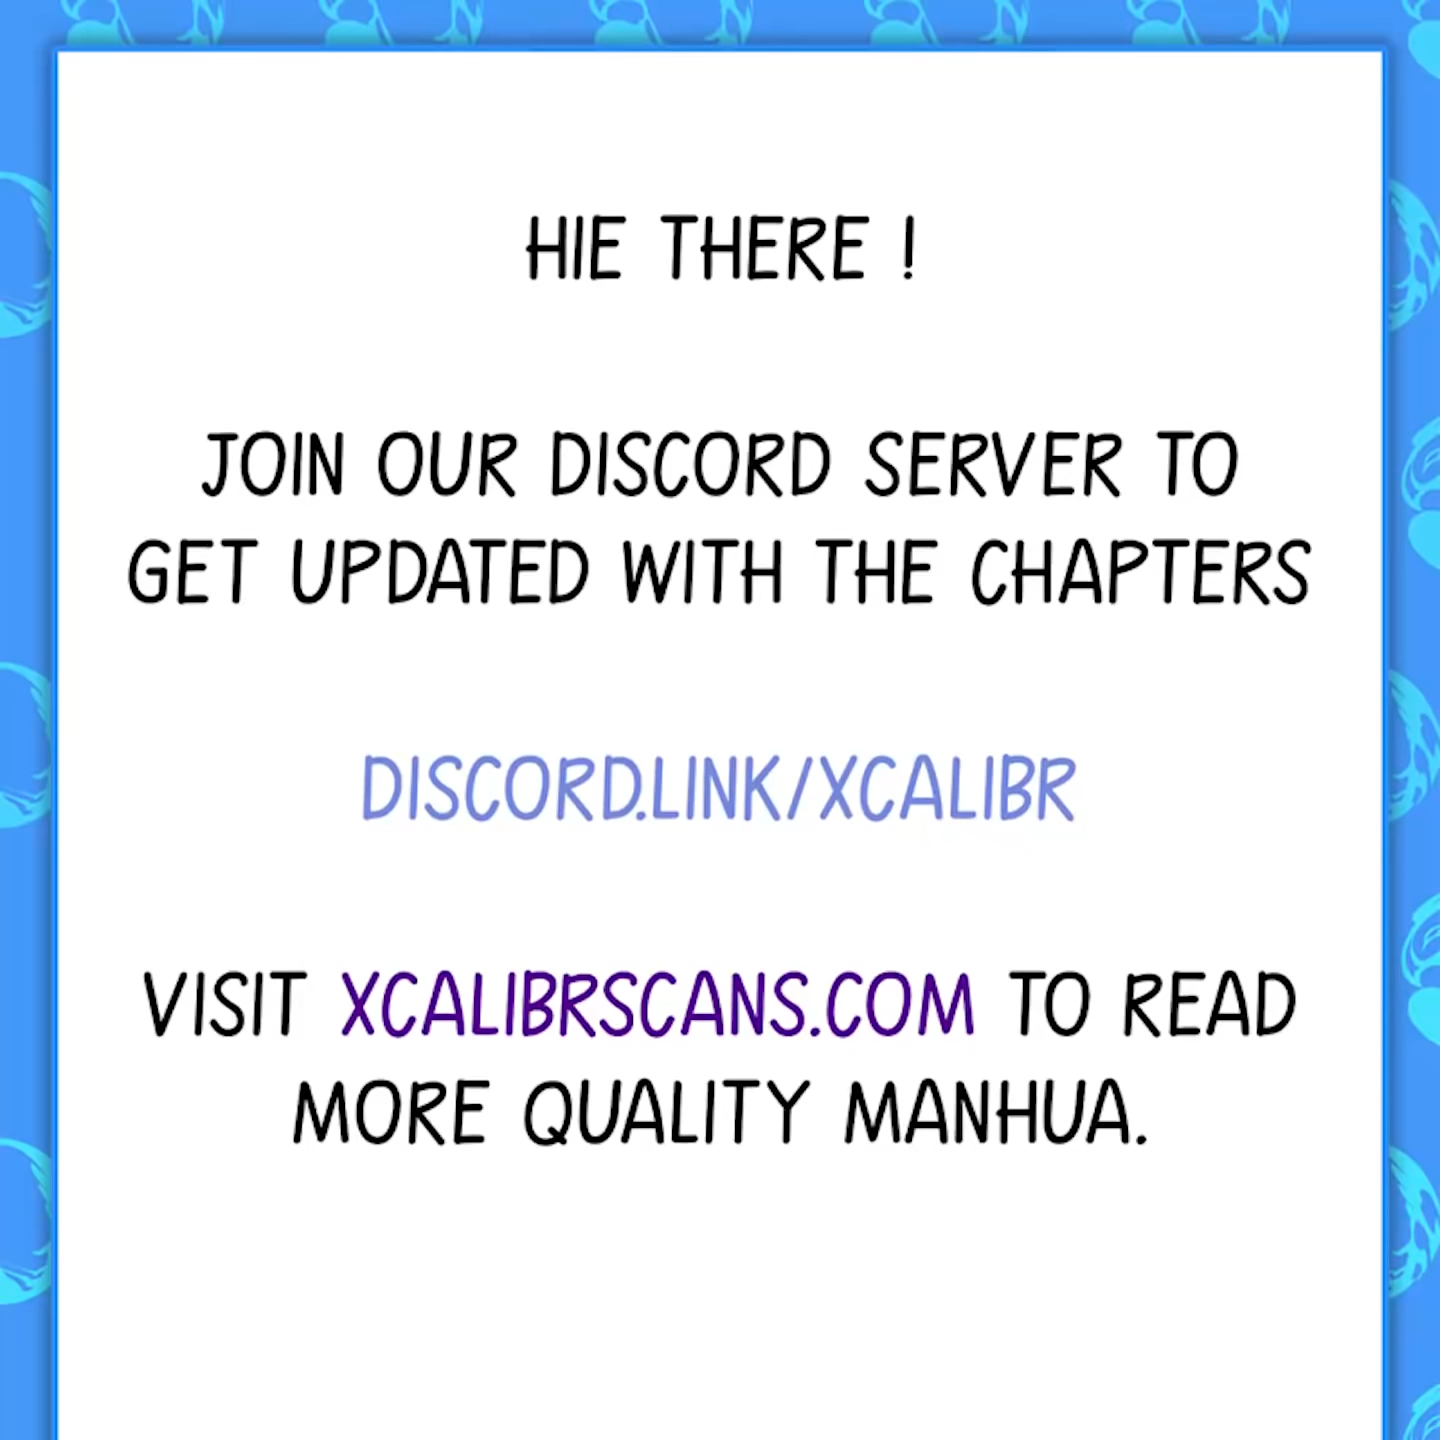 HIE THERE !
JOIN OUR DISCORD SERVER TO
GET UPDATED WITH THE CHAPTERS
DISCORD.LINK/XCALIBR
VISIT XCALIBRSCANS.COM TO READ
MORE QUALITY MANHUA.